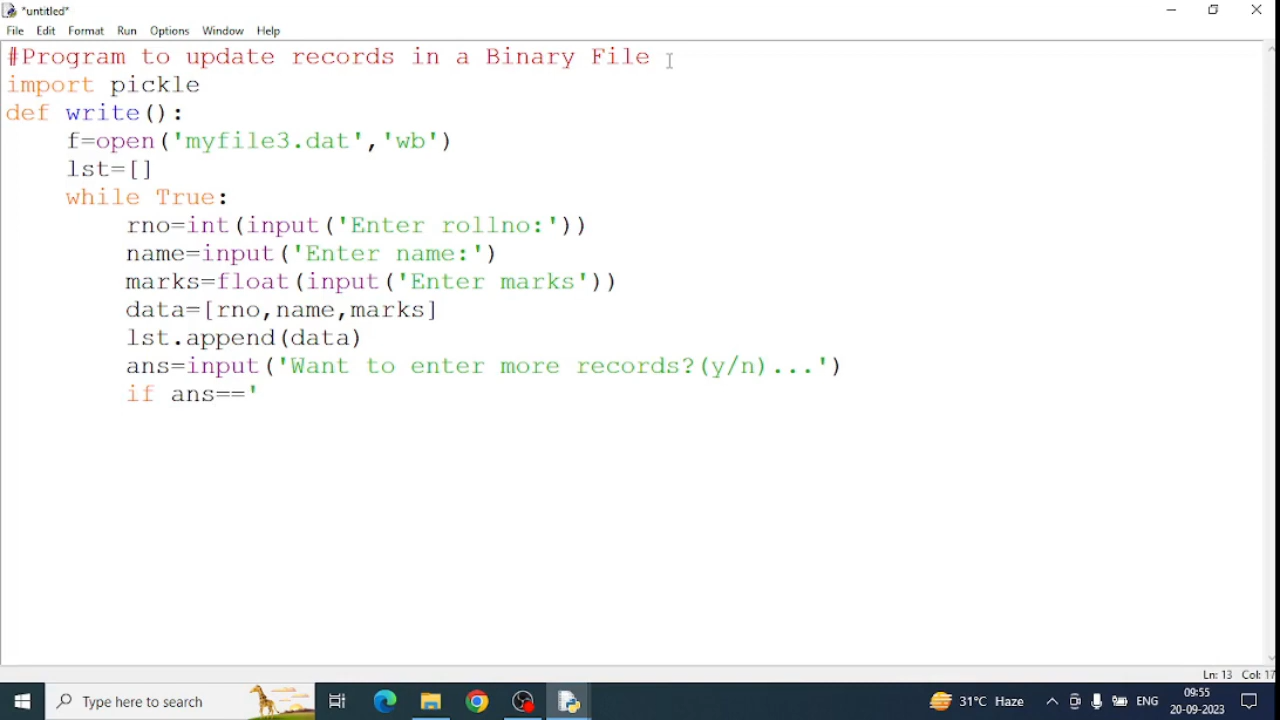 *untitled*
File Edit Format Run Options Window Help
#Program to update records in a Binary File
import pickle
def write():
    f=open('myfile3.dat','wb')
    lst=[]
    while True:
        rno=int(input('Enter rollno:'))
        name=input('Enter name:')
        marks=float(input('Enter marks'))
        data=[rno,name,marks]
        lst.append(data)
        ans=input('Want to enter more records?(y/n)...')
        if ans=='
Ln: 13 Col: 17
Type here to search
31°C Haze
ENG
09:55
20-09-2023